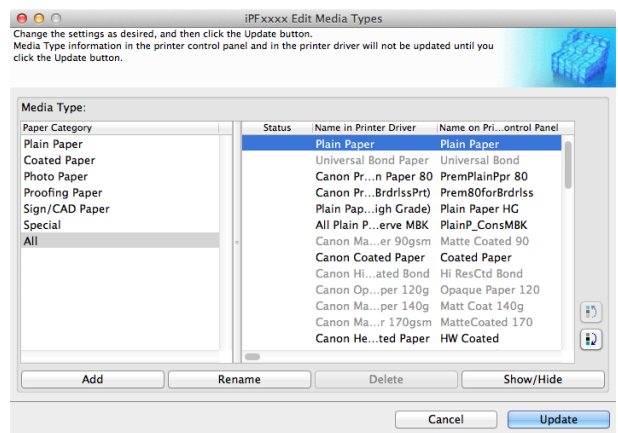 iPFxxxx Edit Media Types
Change the settings as desired, and then click the Update button.
Media Type information in the printer control panel and in the printer driver will not be updated until you
click the Update button.
Media Type:
Paper Category
Plain Paper
Coated Paper
Photo Paper
Proofing Paper
Sign/CAD Paper
Special
All
Status Name in Printer Driver Name on Pri...ontrol Panel
Plain Paper Plain Paper
Universal Bond Paper Universal Bond
Canon Pr...n Paper 80 PremPlainPpr 80
Canon Pr...BrdrlssPrt) Prem80forBrdrlss
Plain Pap...igh Grade) Plain Paper HG
All Plain P...erve MBK PlainP_ConsMBK
Canon Ma...er 90gsm Matte Coated 90
Canon Coated Paper Coated Paper
Canon Hi...ated Bond Hi ResCtd Bond
Canon Op...per 120g Opaque Paper 120
Canon Ma...per 140g Matt Coat 140g
Canon Ma...r 170gsm MatteCoated 170
Canon He...ted Paper HW Coated
Add Rename Delete Show/Hide
Cancel Update